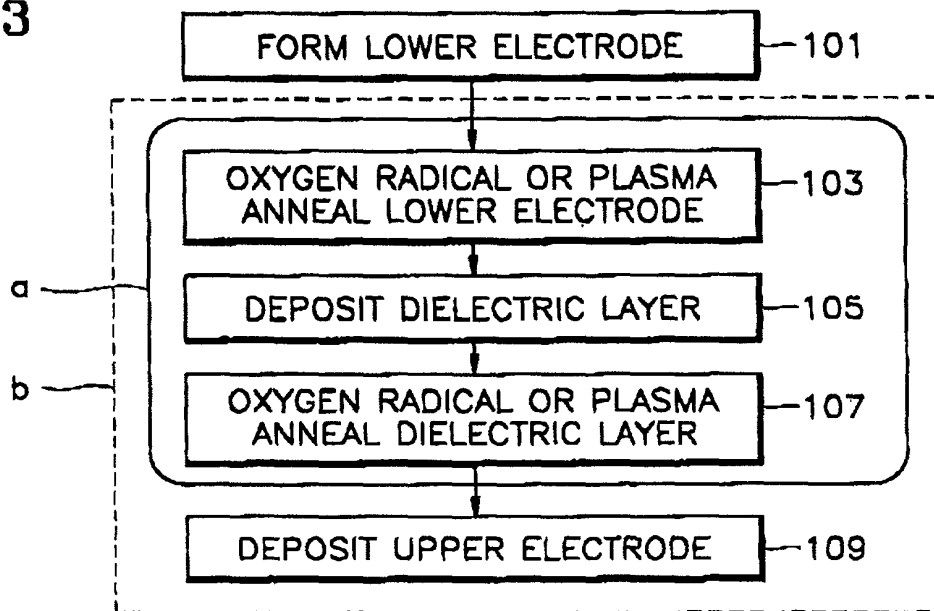 3
FORM LOWER ELECTRODE
101
OXYGEN RADICAL OR PLASMA
ANNEAL LOWER ELECTRODE
103
a
DEPOSIT DIELECTRIC LAYER
105
b
OXYGEN RADICAL OR PLASMA
ANNEAL DIELECTRIC LAYER
107
DEPOSIT UPPER ELECTRODE
109